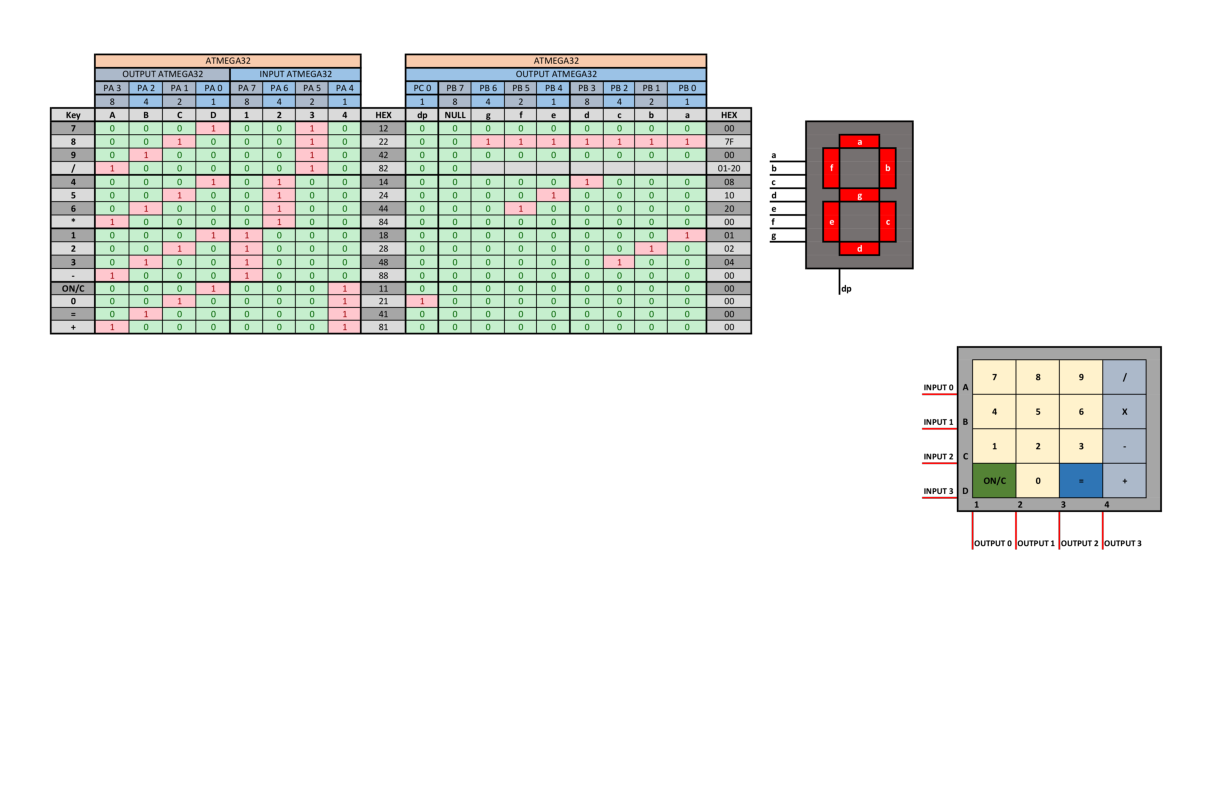 ATMEGA32 ATMEGA32
OUTPUT ATMEGA32 INPUT ATMEGA32 OUTPUT ATMEGA32
PA 3 PA 2 PA 1 PA 0 PA 7 PA 6 PA 5 PA 4 PC 0 PB 7 PB 6 PB 5 PB 4 PB 3 PB 2 PB 1 PB 0
8 4 2 1 8 4 2 1 1 8 4 2 1 8 4 2 1
Key A B C D 1 2 3 4 HEX dp NULL g f e d c b a HEX
7 0 0 0 1 0 0 1 0 12 0 0 0 0 0 0 0 0 0 00
8 0 0 1 0 0 0 1 0 22 0 0 1 1 1 1 1 1 1 7F
9 0 1 0 0 0 0 1 0 42 0 0 0 0 0 0 0 0 0 00
/ 1 0 0 0 0 0 1 0 82 0 0 01-20
4 0 0 0 1 0 1 0 0 14 0 0 0 0 0 1 0 0 0 08
5 0 0 1 0 0 1 0 0 24 0 0 0 0 1 0 0 0 0 10
6 0 1 0 0 0 1 0 0 44 0 0 0 1 0 0 0 0 0 20
* 1 0 0 0 0 1 0 0 84 0 0 0 0 0 0 0 0 0 00
1 0 0 0 1 1 0 0 0 18 0 0 0 0 0 0 0 0 1 01
2 0 0 1 0 1 0 0 0 28 0 0 0 0 0 0 0 1 0 02
3 0 1 0 0 1 0 0 0 48 0 0 0 0 0 0 1 0 0 04
- 1 0 0 0 1 0 0 0 88 0 0 0 0 0 0 0 0 0 00
ON/C 0 0 0 1 0 0 0 1 11 0 0 0 0 0 0 0 0 0 00
0 0 0 1 0 0 0 0 1 21 1 0 0 0 0 0 0 0 0 00
= 0 1 0 0 0 0 0 1 41 0 0 0 0 0 0 0 0 0 00
+ 1 0 0 0 0 0 0 1 81 0 0 0 0 0 0 0 0 0 00
a
b
c
d
e
f
g
a
f b
g
e c
d
dp
7 8 9 /
INPUT 0 A
4 5 6 X
INPUT 1 B
1 2 3 -
INPUT 2 C
ON/C 0 = +
INPUT 3 D
1 2 3 4
OUTPUT 0 OUTPUT 1 OUTPUT 2 OUTPUT 3